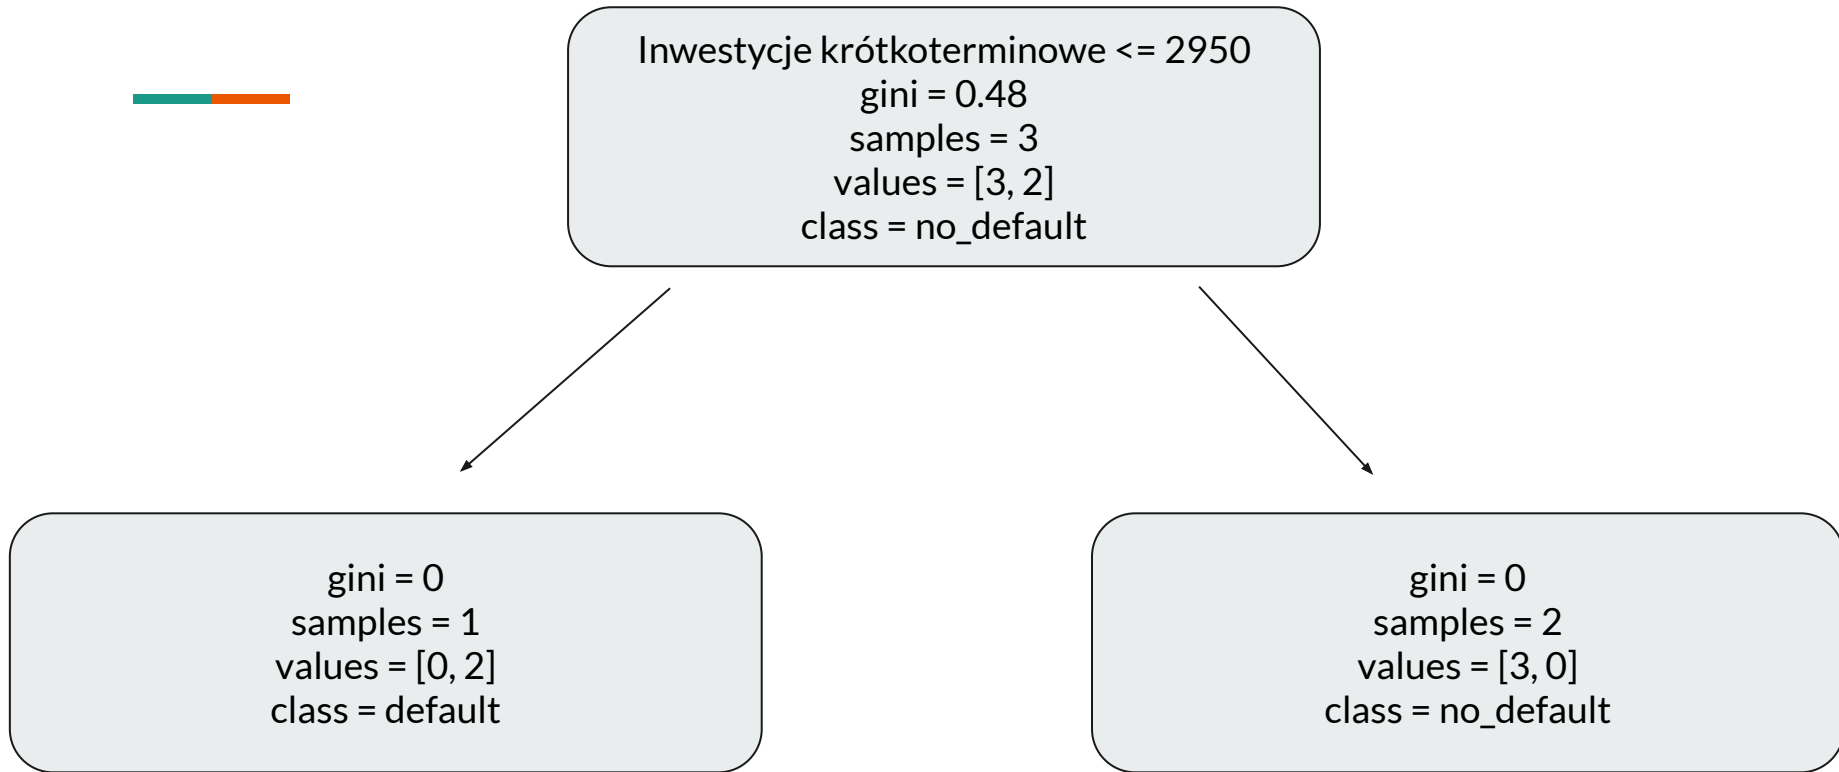 Inwestycje krótkoterminowe <= 2950
gini = 0.48
samples = 3
values = [3, 2]
class = no_default
gini = 0
samples = 1
values = [0, 2]
class = default
gini = 0
samples = 2
values = [3, 0]
class = no_default